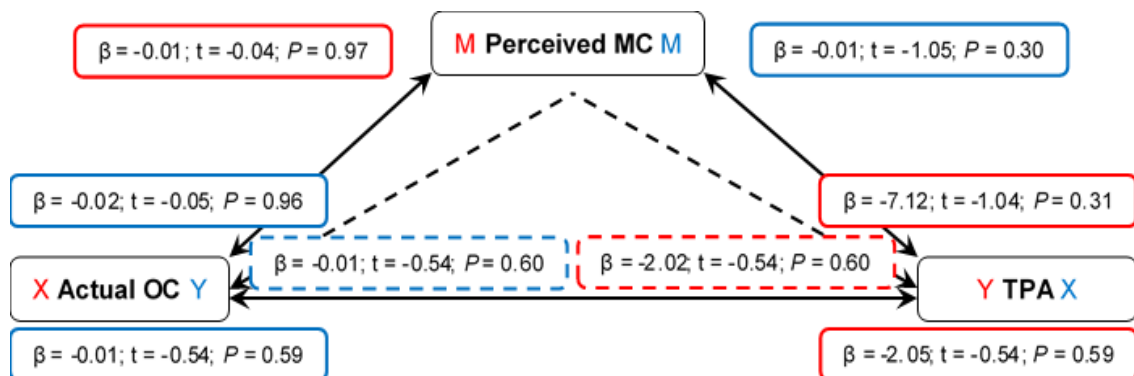 β = -0.01; t = -0.04; P = 0.97
M Perceived MC M
β = -0.01; t = -1.05; P = 0.30
β = -0.02; t = -0.05; P = 0.96
β = -7.12; t = -1.04; P = 0.31
β = -0.01; t = -0.54; P = 0.60
β = -2.02; t = -0.54; P = 0.60
X Actual OC Y
Y TPA X
β = -0.01; t = -0.54; P = 0.59
β = -2.05; t = -0.54; P = 0.59